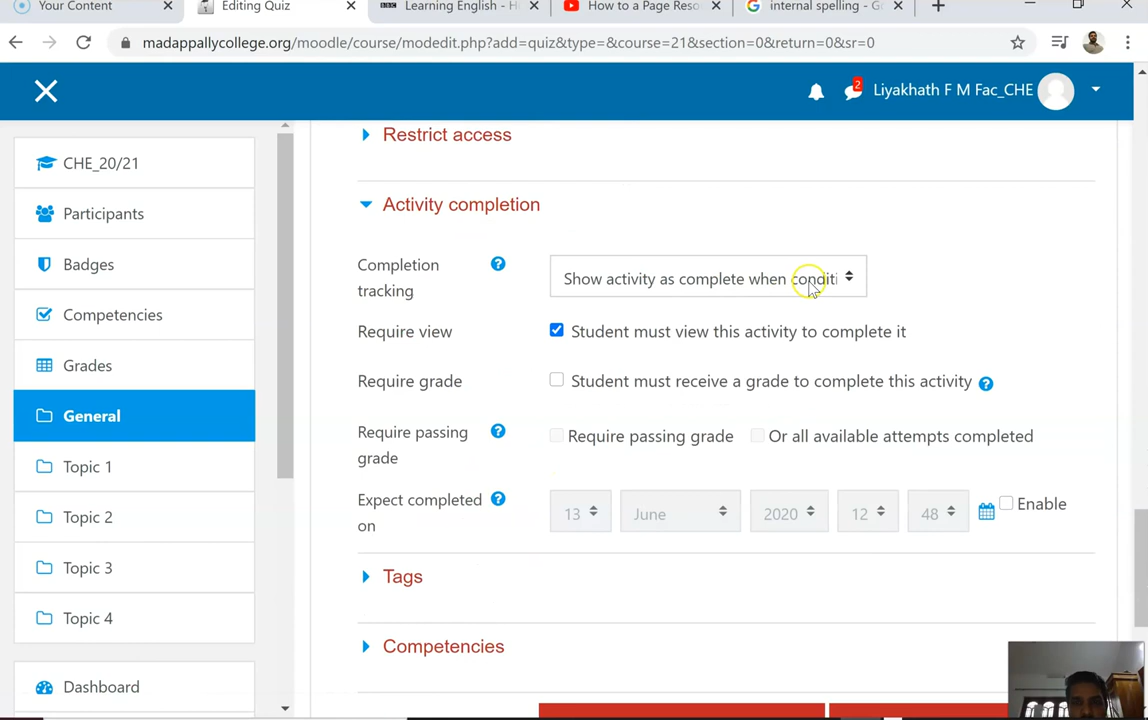 Your Content
Editing Quiz
BBC Learning English - H
How to a Page Reso
internal spelling - G
madappallycollege.org/moodle/course/modedit.php?add=quiz&type=&course=21&section=0&return=0&sr=0
2
Liyakhath F M Fac_CHE
CHE_20/21
Participants
Badges
Competencies
Grades
General
Topic 1
Topic 2
Topic 3
Topic 4
Dashboard
Restrict access
Activity completion
Completion tracking
Show activity as complete when conditi
Require view
Student must view this activity to complete it
Require grade
Student must receive a grade to complete this activity
Require passing grade
Require passing grade
Or all available attempts completed
Expect completed on
13 June 2020 12 48 Enable
Tags
Competencies